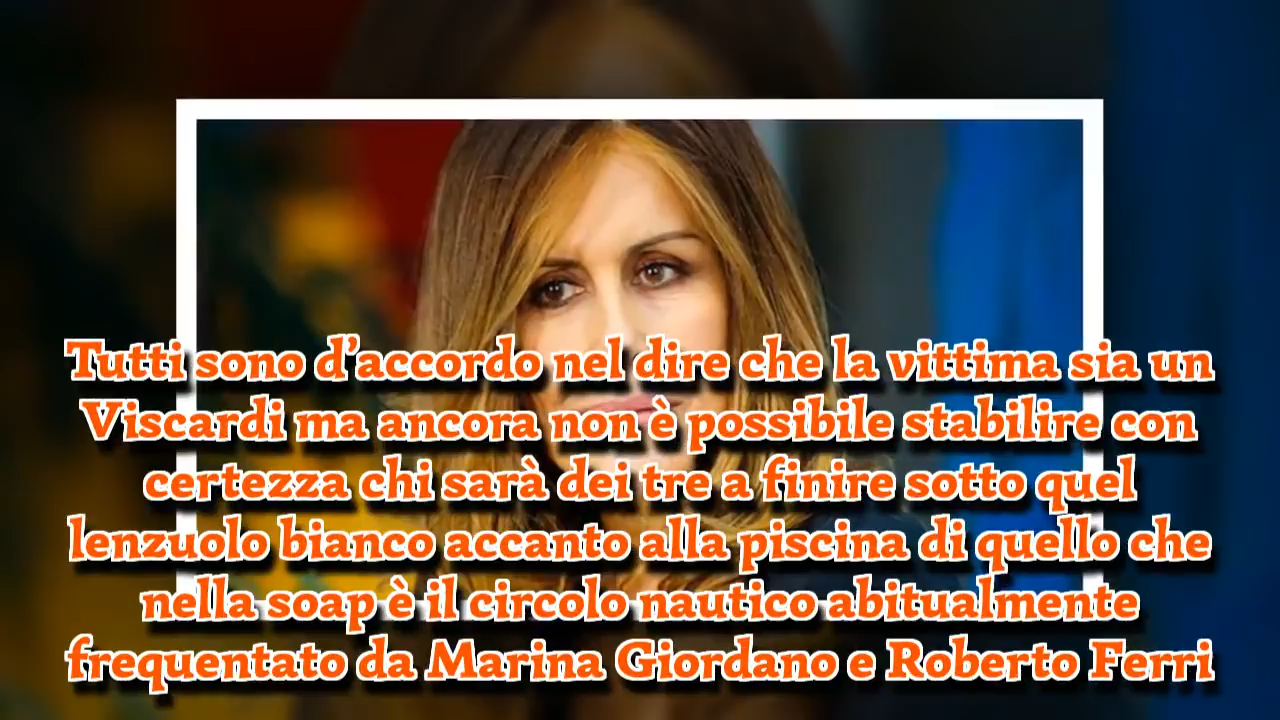 Tutti sono d’accordo nel dire che la vittima sia un
Viscardi ma ancora non è possibile stabilire con
certezza chi sarà dei tre a finire sotto quel
lenzuolo bianco accanto alla piscina di quello che
nella soap è il circolo nautico abitualmente
frequentato da Marina Giordano e Roberto Ferri